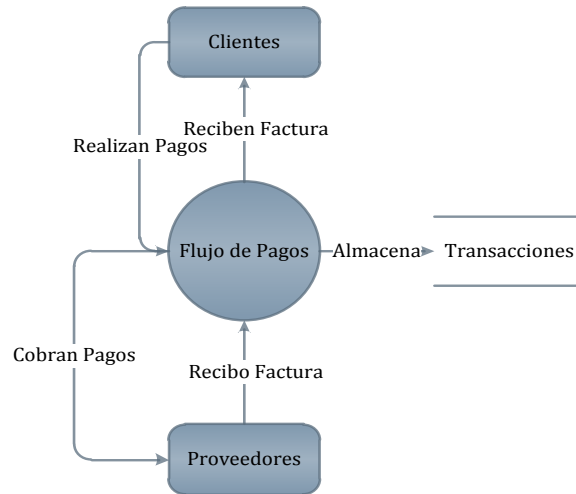 Clientes
Reciben Factura
Realizan Pagos
Flujo de Pagos
Almacena
Transacciones
Cobran Pagos
Recibo Factura
Proveedores